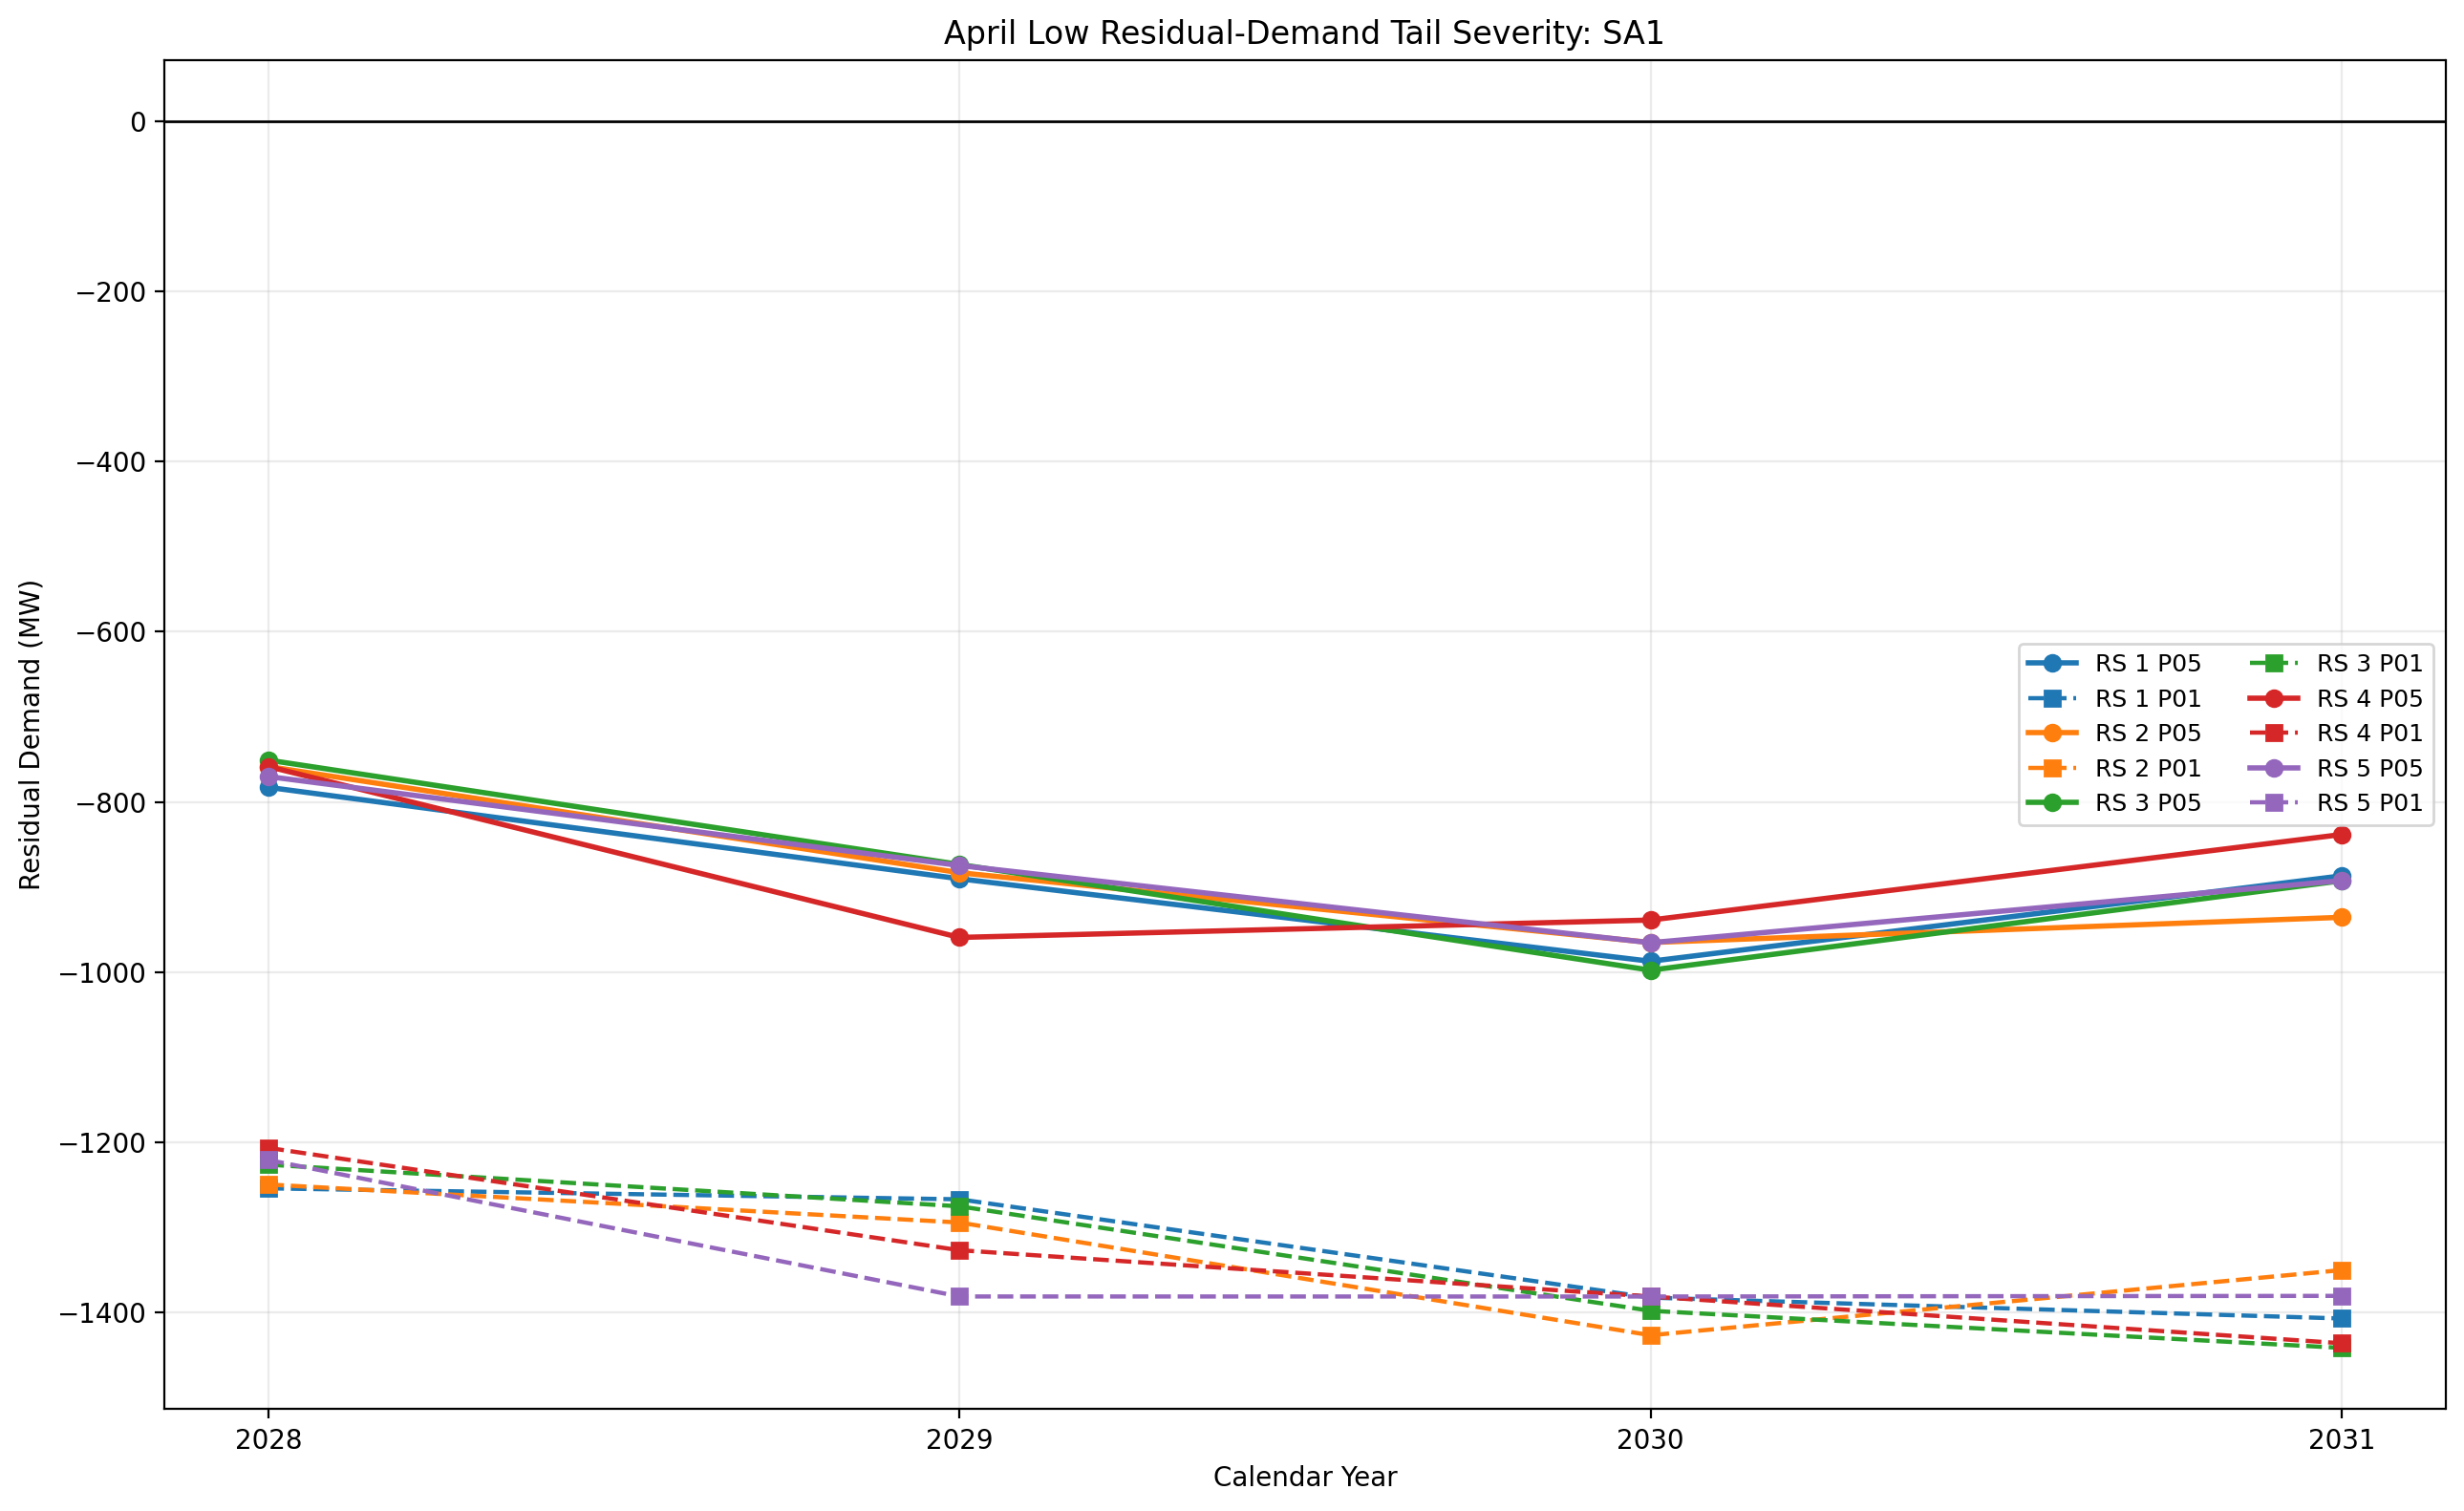 April Low Residual-Demand Tail Severity: SA1
0
−200
−400
−600
−800
−1000
−1200
−1400
Residual Demand (MW)
RS 1 P05
RS 1 P01
RS 2 P05
RS 2 P01
RS 3 P05
RS 3 P01
RS 4 P05
RS 4 P01
RS 5 P05
RS 5 P01
2028
2029
2030
2031
Calendar Year